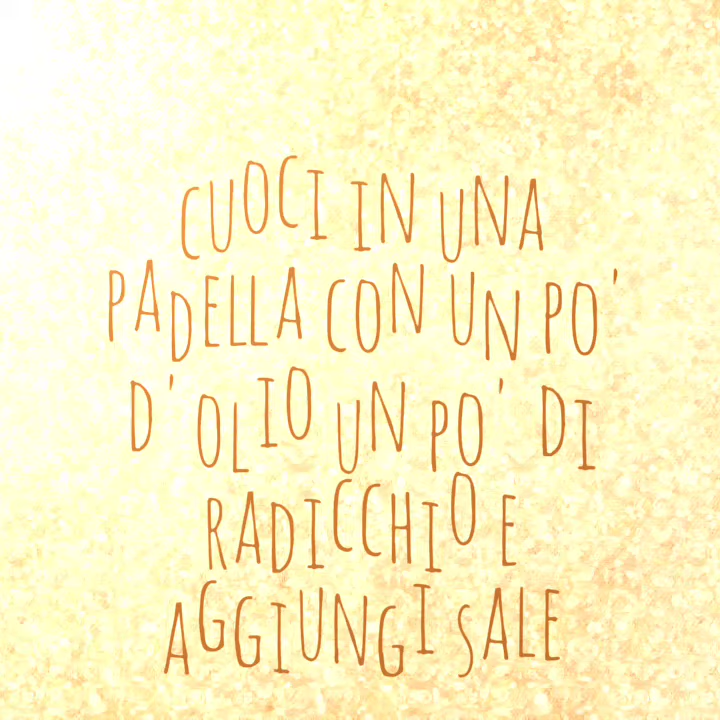 CUOCI IN UNA
PADELLA CON UN PO'
D'OLIO UN PO' DI
RADICCHIO E
AGGIUNGI SALE